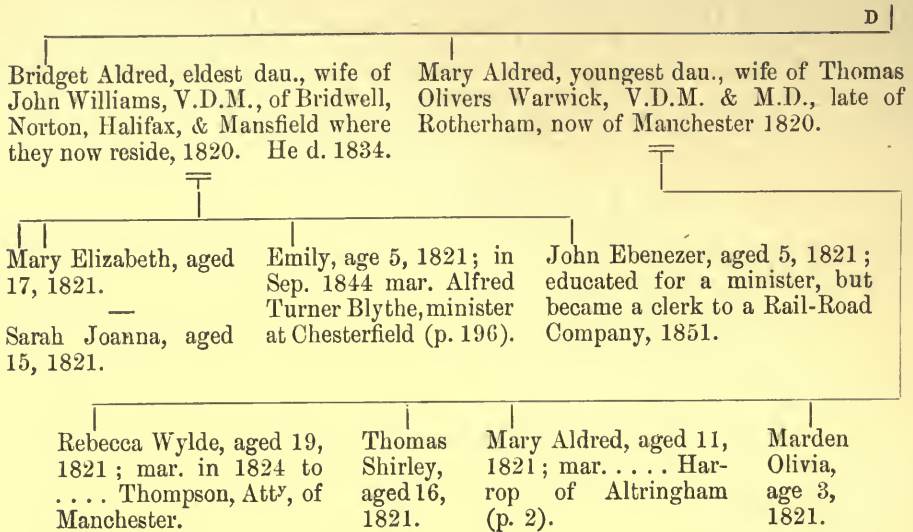 D
Bridget Aldred, eldest dau., wife of
John Williams, V.D.M., of Bridwell,
Norton, Halifax, & Mansfield where
they now reside, 1820. He d. 1834.
Mary Aldred, youngest dau., wife of Thomas
Olivers Warwick, V.D.M. & M.D., late of
Rotherham, now of Manchester 1820.
Mary Elizabeth, aged
17, 1821.
—
Sarah Joanna, aged
15, 1821.
Emily, age 5, 1821; in
Sep. 1844 mar. Alfred
Turner Blythe, minister
at Chesterfield (p. 196).
John Ebenezer, aged 5, 1821;
educated for a minister, but
became a clerk to a Rail-Road
Company, 1851.
Rebecca Wylde, aged 19,
1821; mar. in 1824 to
.... Thompson, Atty, of
Manchester.
Thomas
Shirley,
aged 16,
1821.
Mary Aldred, aged 11,
1821; mar..... Har-
rop of Altringham
(p. 2).
Marden
Olivia,
age 3,
1821.